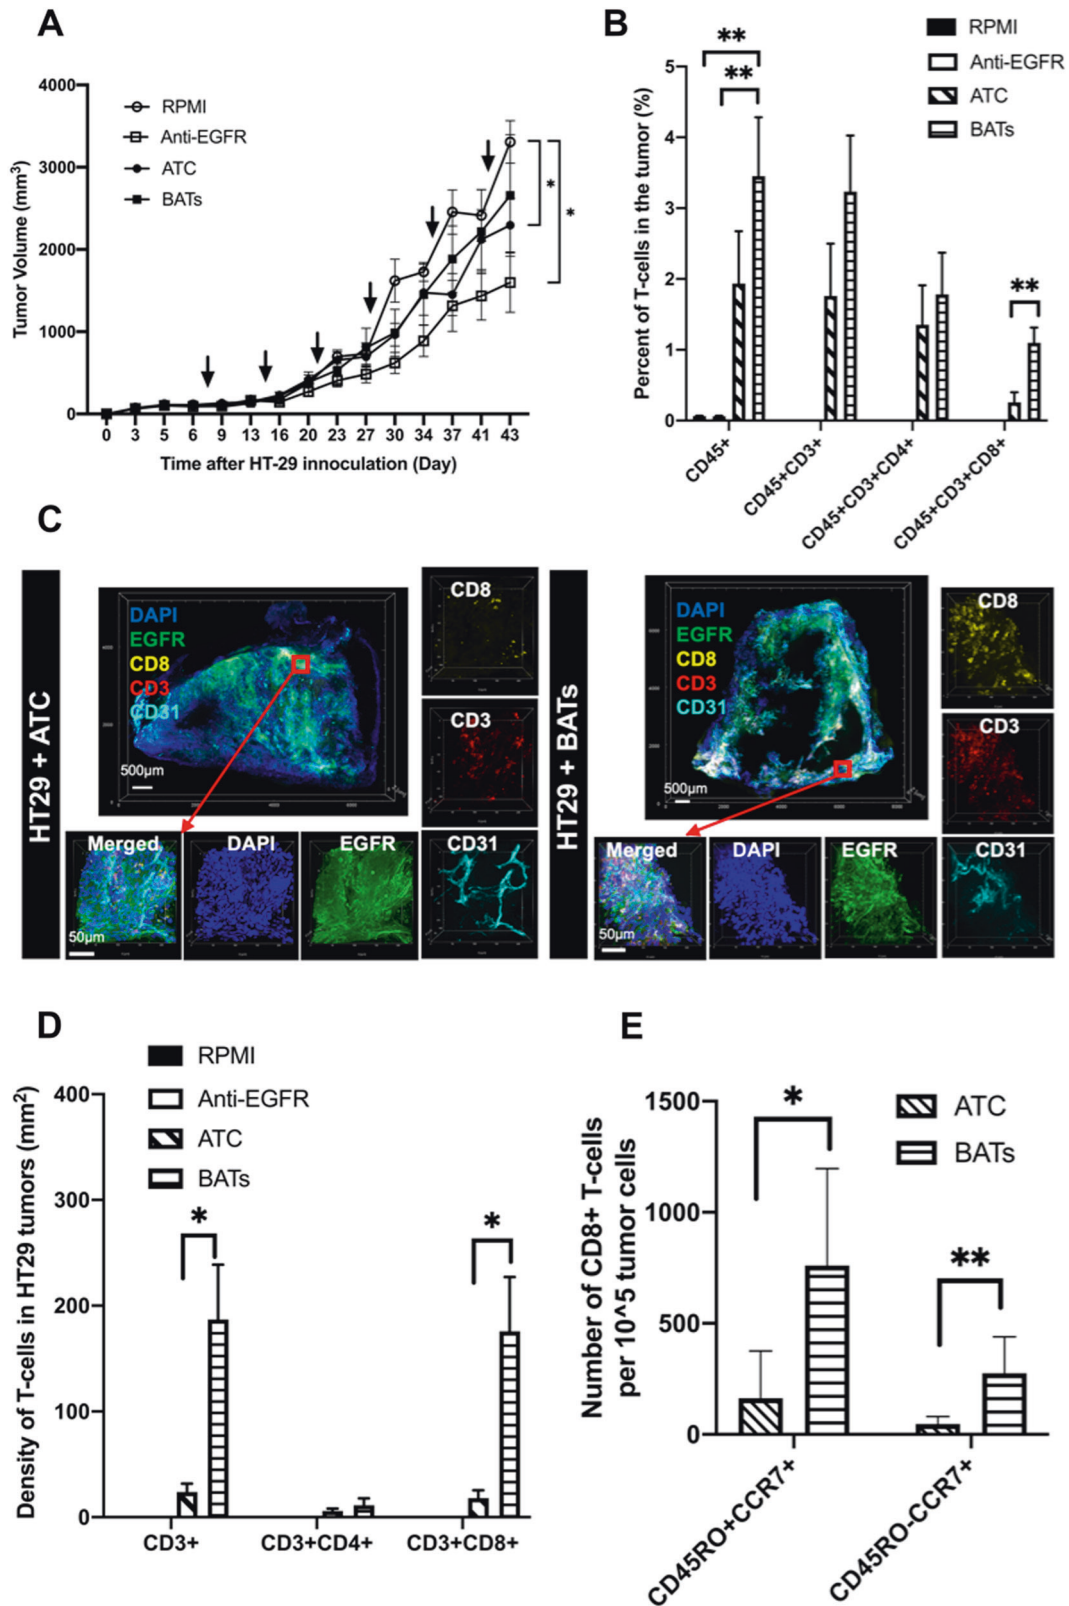 A
Tumor Volume (mm³)
4000
3000
2000
1000
0
RPMI
Anti-EGFR
ATC
BATs
*
*
0 3 5 6 9 13 16 20 23 27 30 34 37 41 43
Time after HT-29 innoculation (Day)
B
RPMI
Anti-EGFR
ATC
BATs
Percent of T-cells in the tumor (%)
5
4
3
2
1
0
**
**
**
CD45+
CD45+CD3+
CD45+CD3+CD4+
CD45+CD3+CD8+
C
HT29 + ATC
DAPI
EGFR
CD8
CD3
CD31
500µm
CD8
CD3
Merged
DAPI
EGFR
CD31
50µm
HT29 + BATs
DAPI
EGFR
CD8
CD3
CD31
500µm
CD8
CD3
Merged
DAPI
EGFR
CD31
50µm
D
RPMI
Anti-EGFR
ATC
BATs
Density of T-cells in HT29 tumors (mm²)
400
300
200
100
0
*
*
CD3+
CD3+CD4+
CD3+CD8+
E
ATC
BATs
Number of CD8+ T-cells
per 10^5 tumor cells
1500
1000
500
0
*
**
CD45RO+CCR7+
CD45RO-CCR7+